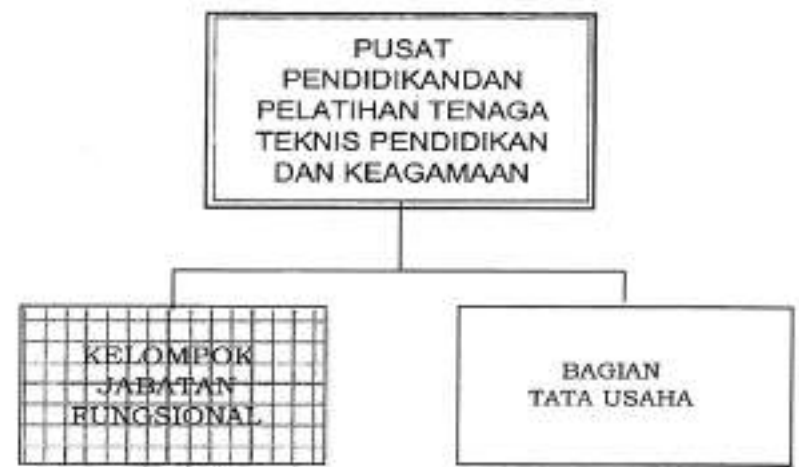 PUSAT
PENDIDIKANDAN
PELATIHAN TENAGA
TEKNIS PENDIDIKAN
DAN KEAGAMAAN
KELOMPOK
JABATAN
FUNGSIONAL
BAGIAN
TATA USAHA